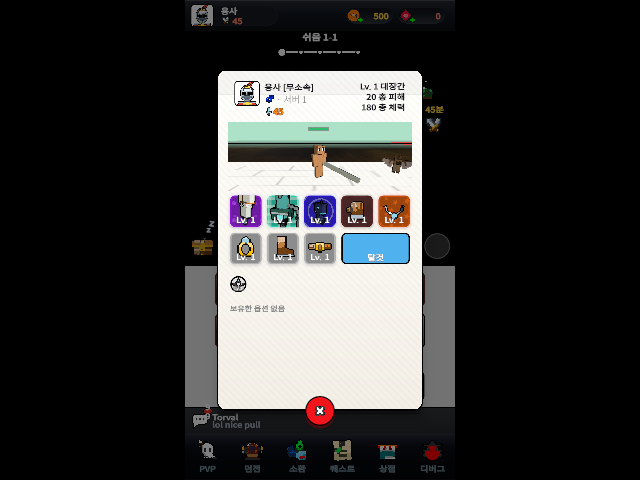 용사
45
500
0
쉬움 1-1
용사 [무소속]
서버 1
45
Lv. 1 대장간
20 총 피해
180 총 체력
45분
Lv. 1
Lv. 1
Lv. 1
Lv. 1
Lv. 1
Lv. 1
Lv. 1
Lv. 1
탈것
z
z
보유한 옵션 없음
Torval
lol nice pull
PVP
던전
소환
퀘스트
상점
디버그